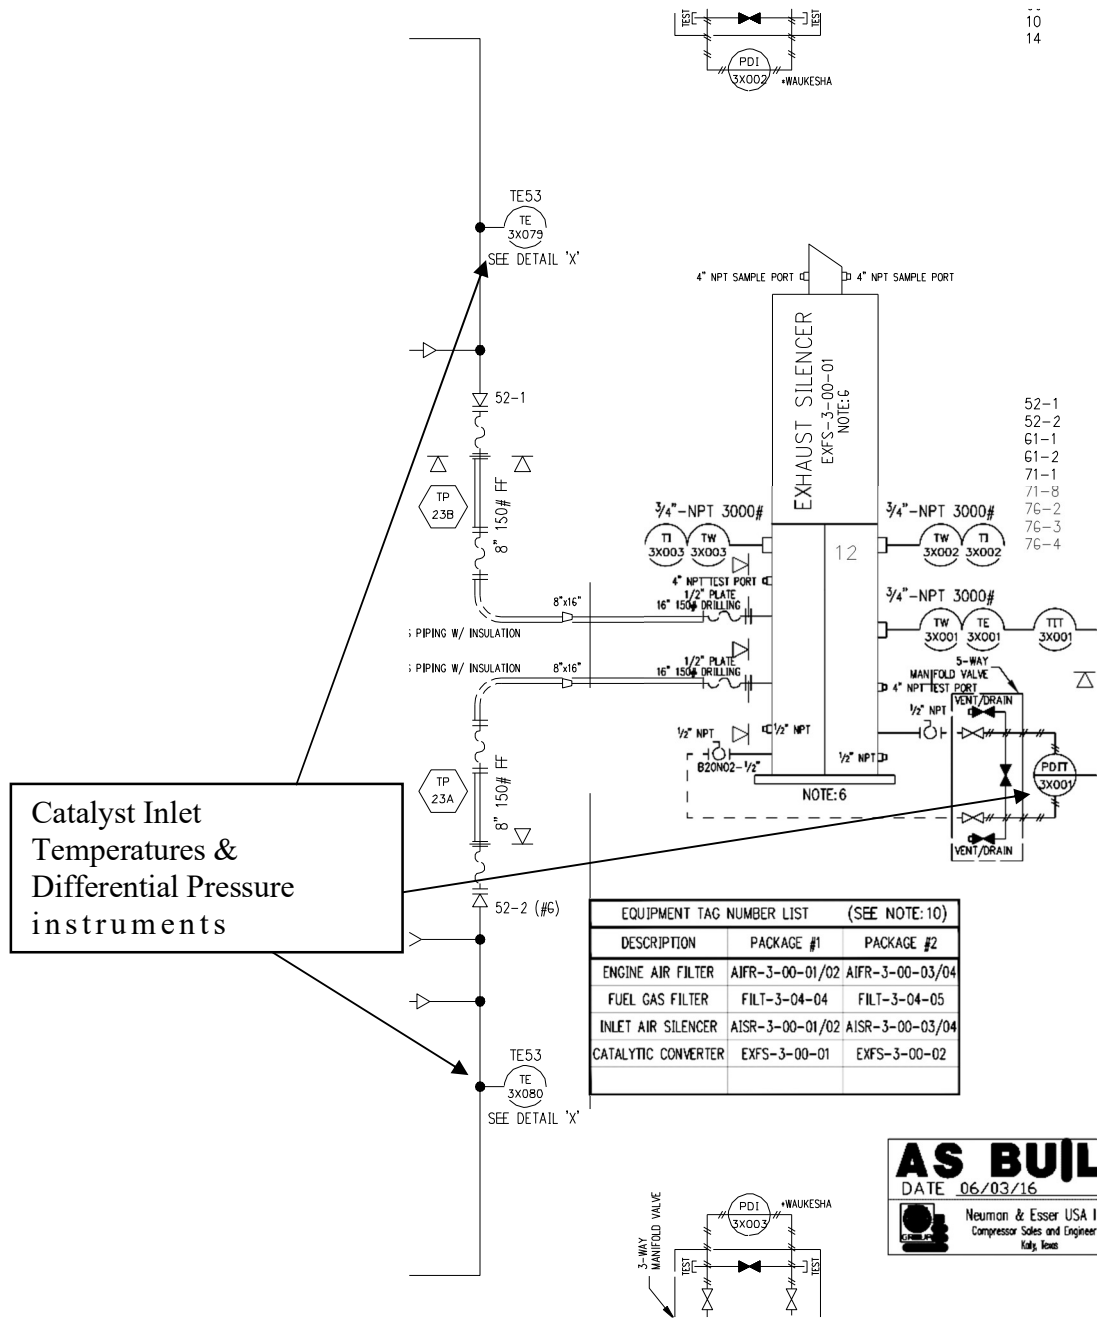 TEST
TEST
10
14
PDI
3X002
*WAUKESHA
TE53
TE
3X079
SEE DETAIL 'X'
4" NPT SAMPLE PORT
4" NPT SAMPLE PORT
EXHAUST SILENCER
EXFS-3-00-01
NOTE:6
52-1
52-1
52-2
61-1
61-2
71-1
71-8
76-2
76-3
76-4
TP
23B
8" 150# FF
3/4"-NPT 3000#
TI
3X003
TW
3X003
3/4"-NPT 3000#
TW
3X002
TI
3X002
12
4" NPT TEST PORT
1/2" PLATE
16" 150# DRILLING
8"x16"
PIPING W/ INSULATION
3/4"-NPT 3000#
TW
3X001
TE
3X001
TIT
3X001
PIPING W/ INSULATION
8"x16"
1/2" PLATE
16" 150# DRILLING
5-WAY
MANIFOLD VALVE
4" NPT TEST PORT
VENT/DRAIN
1/2" NPT
1/2" NPT
1/2" NPT
B20N02-1/2"
1/2" NPT
PDIT
3X001
NOTE:6
VENT/DRAIN
TP
23A
8" 150# FF
Catalyst Inlet
Temperatures &
Differential Pressure
instruments
52-2 (#6)
EQUIPMENT TAG NUMBER LIST (SEE NOTE:10)
DESCRIPTION PACKAGE #1 PACKAGE #2
ENGINE AIR FILTER AIFR-3-00-01/02 AIFR-3-00-03/04
FUEL GAS FILTER FILT-3-04-04 FILT-3-04-05
INLET AIR SILENCER AISR-3-00-01/02 AISR-3-00-03/04
CATALYTIC CONVERTER EXFS-3-00-01 EXFS-3-00-02
TE53
TE
3X080
SEE DETAIL 'X'
AS BUIL
DATE 06/03/16
GROUP
Neuman & Esser USA I
Compressor Sales and Engineer
Katy, Texas
PDI
3X003
*WAUKESHA
3-WAY
MANIFOLD VALVE
TEST
TEST